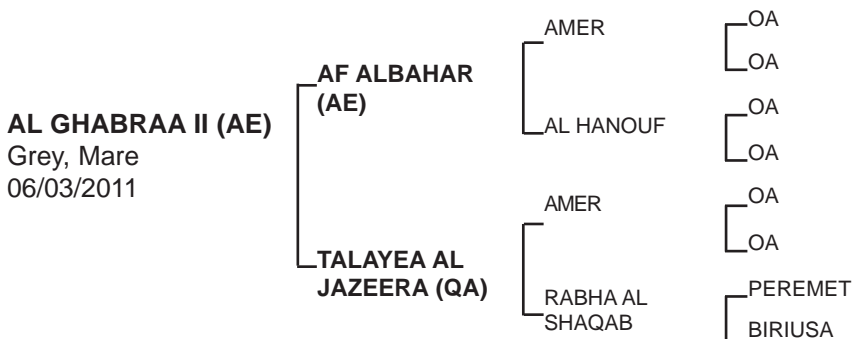 AL GHABRAA II (AE)
Grey, Mare
06/03/2011
AF ALBAHAR
(AE)
TALAYEA AL
JAZEERA (QA)
AMER
AL HANOUF
AMER
RABHA AL
SHAQAB
OA
OA
OA
OA
OA
OA
PEREMET
BIRIUSA